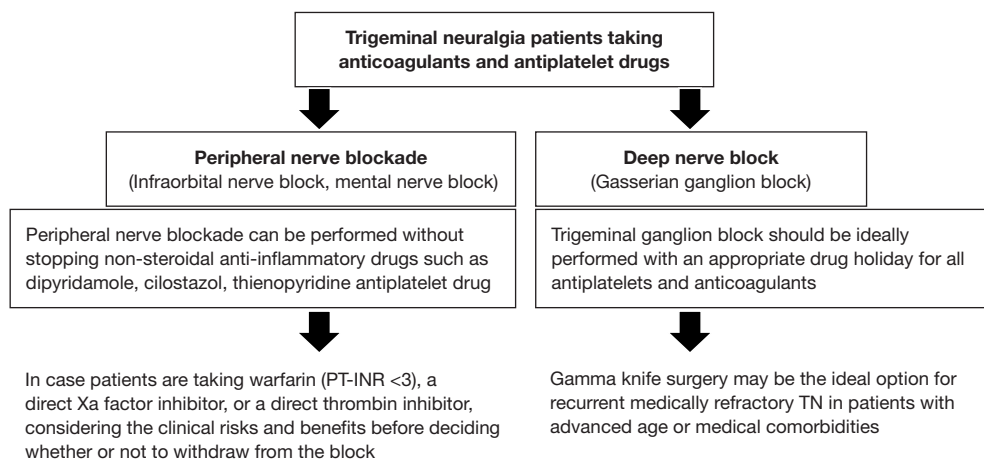 Trigeminal neuralgia patients taking
anticoagulants and antiplatelet drugs
Peripheral nerve blockade
(Infraorbital nerve block, mental nerve block)
Peripheral nerve blockade can be performed without
stopping non-steroidal anti-inflammatory drugs such as
dipyridamole, cilostazol, thienopyridine antiplatelet drug
In case patients are taking warfarin (PT-INR <3), a
direct Xa factor inhibitor, or a direct thrombin inhibitor,
considering the clinical risks and benefits before deciding
whether or not to withdraw from the block
Deep nerve block
(Gasserian ganglion block)
Trigeminal ganglion block should be ideally
performed with an appropriate drug holiday for all
antiplatelets and anticoagulants
Gamma knife surgery may be the ideal option for
recurrent medically refractory TN in patients with
advanced age or medical comorbidities